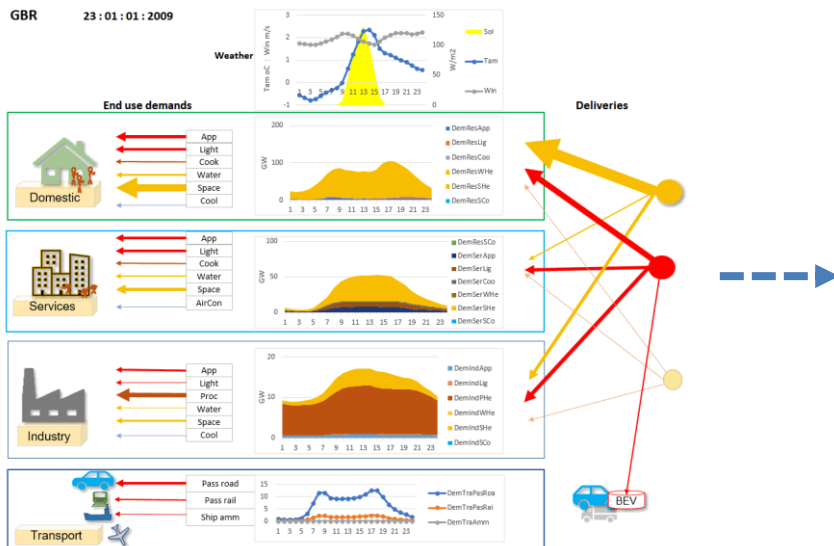 GBR 23 : 01 : 01 : 2009
Weather
Tam oC : Win m/s
3
2
1
0
-1
1 3 5 7 9 11 13 15 17 19 21 23
150
100
50
0
W/m2
Sol
Tam
Win
End use demands
Deliveries
App
Light
Cook
Water
Space
Cool
Domestic
GW
200
100
0
1 3 5 7 9 11 13 15 17 19 21 23
DemResApp
DemResLig
DemResCoo
DemResWHe
DemResSHe
DemResSCo
App
Light
Cook
Water
Space
AirCon
Services
GW
100
50
0
1 3 5 7 9 11 13 15 17 19 21 23
DemResSCo
DemSerApp
DemSerLig
DemSerCoo
DemSerWHe
DemSerSHe
DemSerSCo
App
Light
Proc
Water
Space
Cool
Industry
GW
20
10
0
1 3 5 7 9 11 13 15 17 19 21 23
DemIndApp
DemIndLig
DemIndPHe
DemIndWHe
DemIndSHe
DemIndSCo
Pass road
Pass rail
Ship amm
Transport
15
10
5
0
1 3 5 7 9 11 13 15 17 19 21 23
DemTraPasRoa
DemTraPasRai
DemTraAmm
BEV